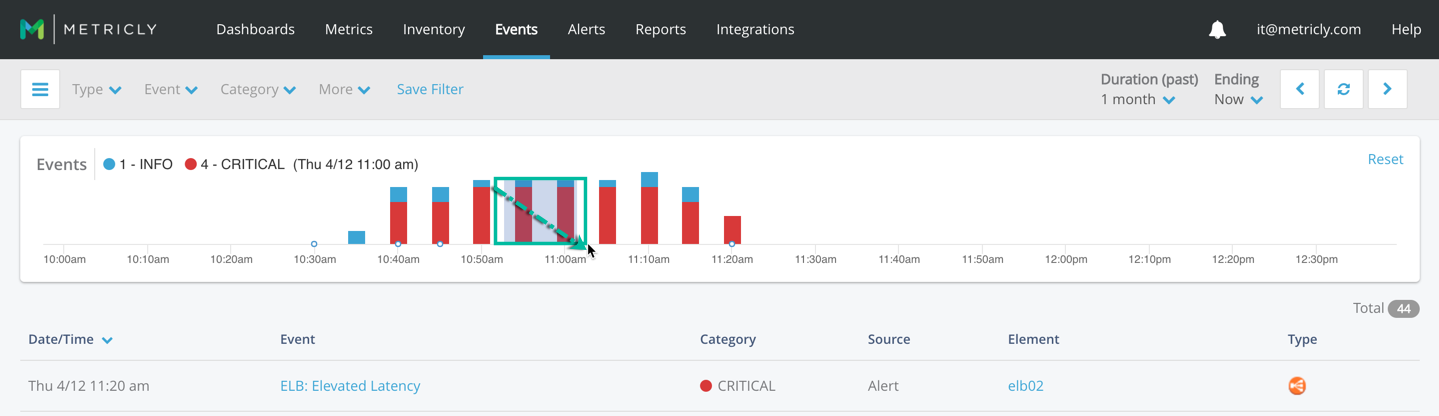 METRICLY Dashboards Metrics Inventory Events Alerts Reports Integrations it@metricly.com Help
Type Event Category More Save Filter Duration (past) Ending
1 month Now
Events 1 - INFO 4 - CRITICAL (Thu 4/12 11:00 am) Reset
10:00am 10:10am 10:20am 10:30am 10:40am 10:50am 11:00am 11:10am 11:20am 11:30am 11:40am 11:50am 12:00pm 12:10pm 12:20pm 12:30pm
Total 44
Date/Time Event Category Source Element Type
Thu 4/12 11:20 am ELB: Elevated Latency CRITICAL Alert elb02